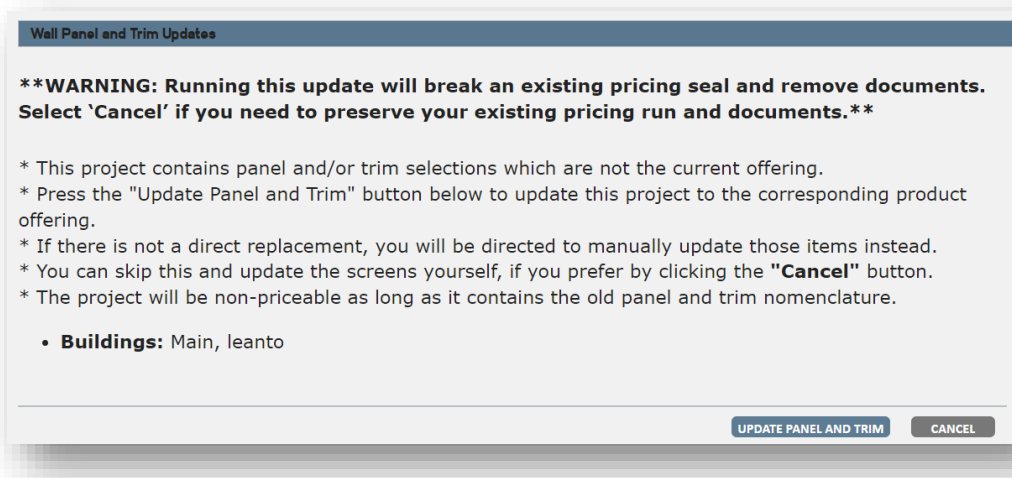 Wall Panel and Trim Updates
**WARNING: Running this update will break an existing pricing seal and remove documents.
Select ‘Cancel’ if you need to preserve your existing pricing run and documents.**
* This project contains panel and/or trim selections which are not the current offering.
* Press the "Update Panel and Trim" button below to update this project to the corresponding product
offering.
* If there is not a direct replacement, you will be directed to manually update those items instead.
* You can skip this and update the screens yourself, if you prefer by clicking the "Cancel" button.
* The project will be non-priceable as long as it contains the old panel and trim nomenclature.
• Buildings: Main, leanto
UPDATE PANEL AND TRIM CANCEL